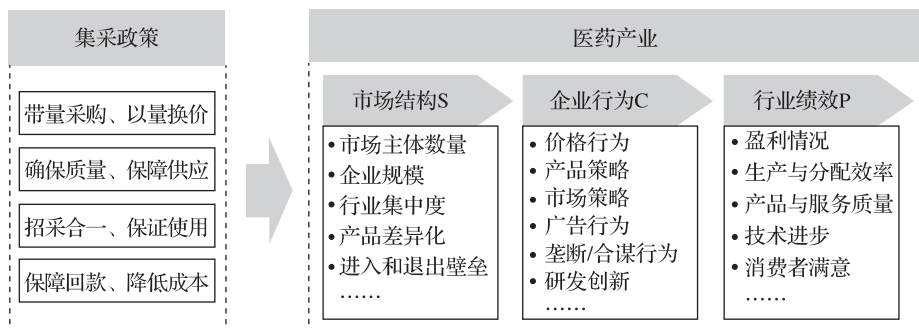 集采政策
带量采购、以量换价
确保质量、保障供应
招采合一、保证使用
保障回款、降低成本
医药产业
市场结构S
•市场主体数量
•企业规模
•行业集中度
•产品差异化
•进入和退出壁垒
……
企业行为C
•价格行为
•产品策略
•市场策略
•广告行为
•垄断/合谋行为
•研发创新
……
行业绩效P
•盈利情况
•生产与分配效率
•产品与服务质量
•技术进步
•消费者满意
……